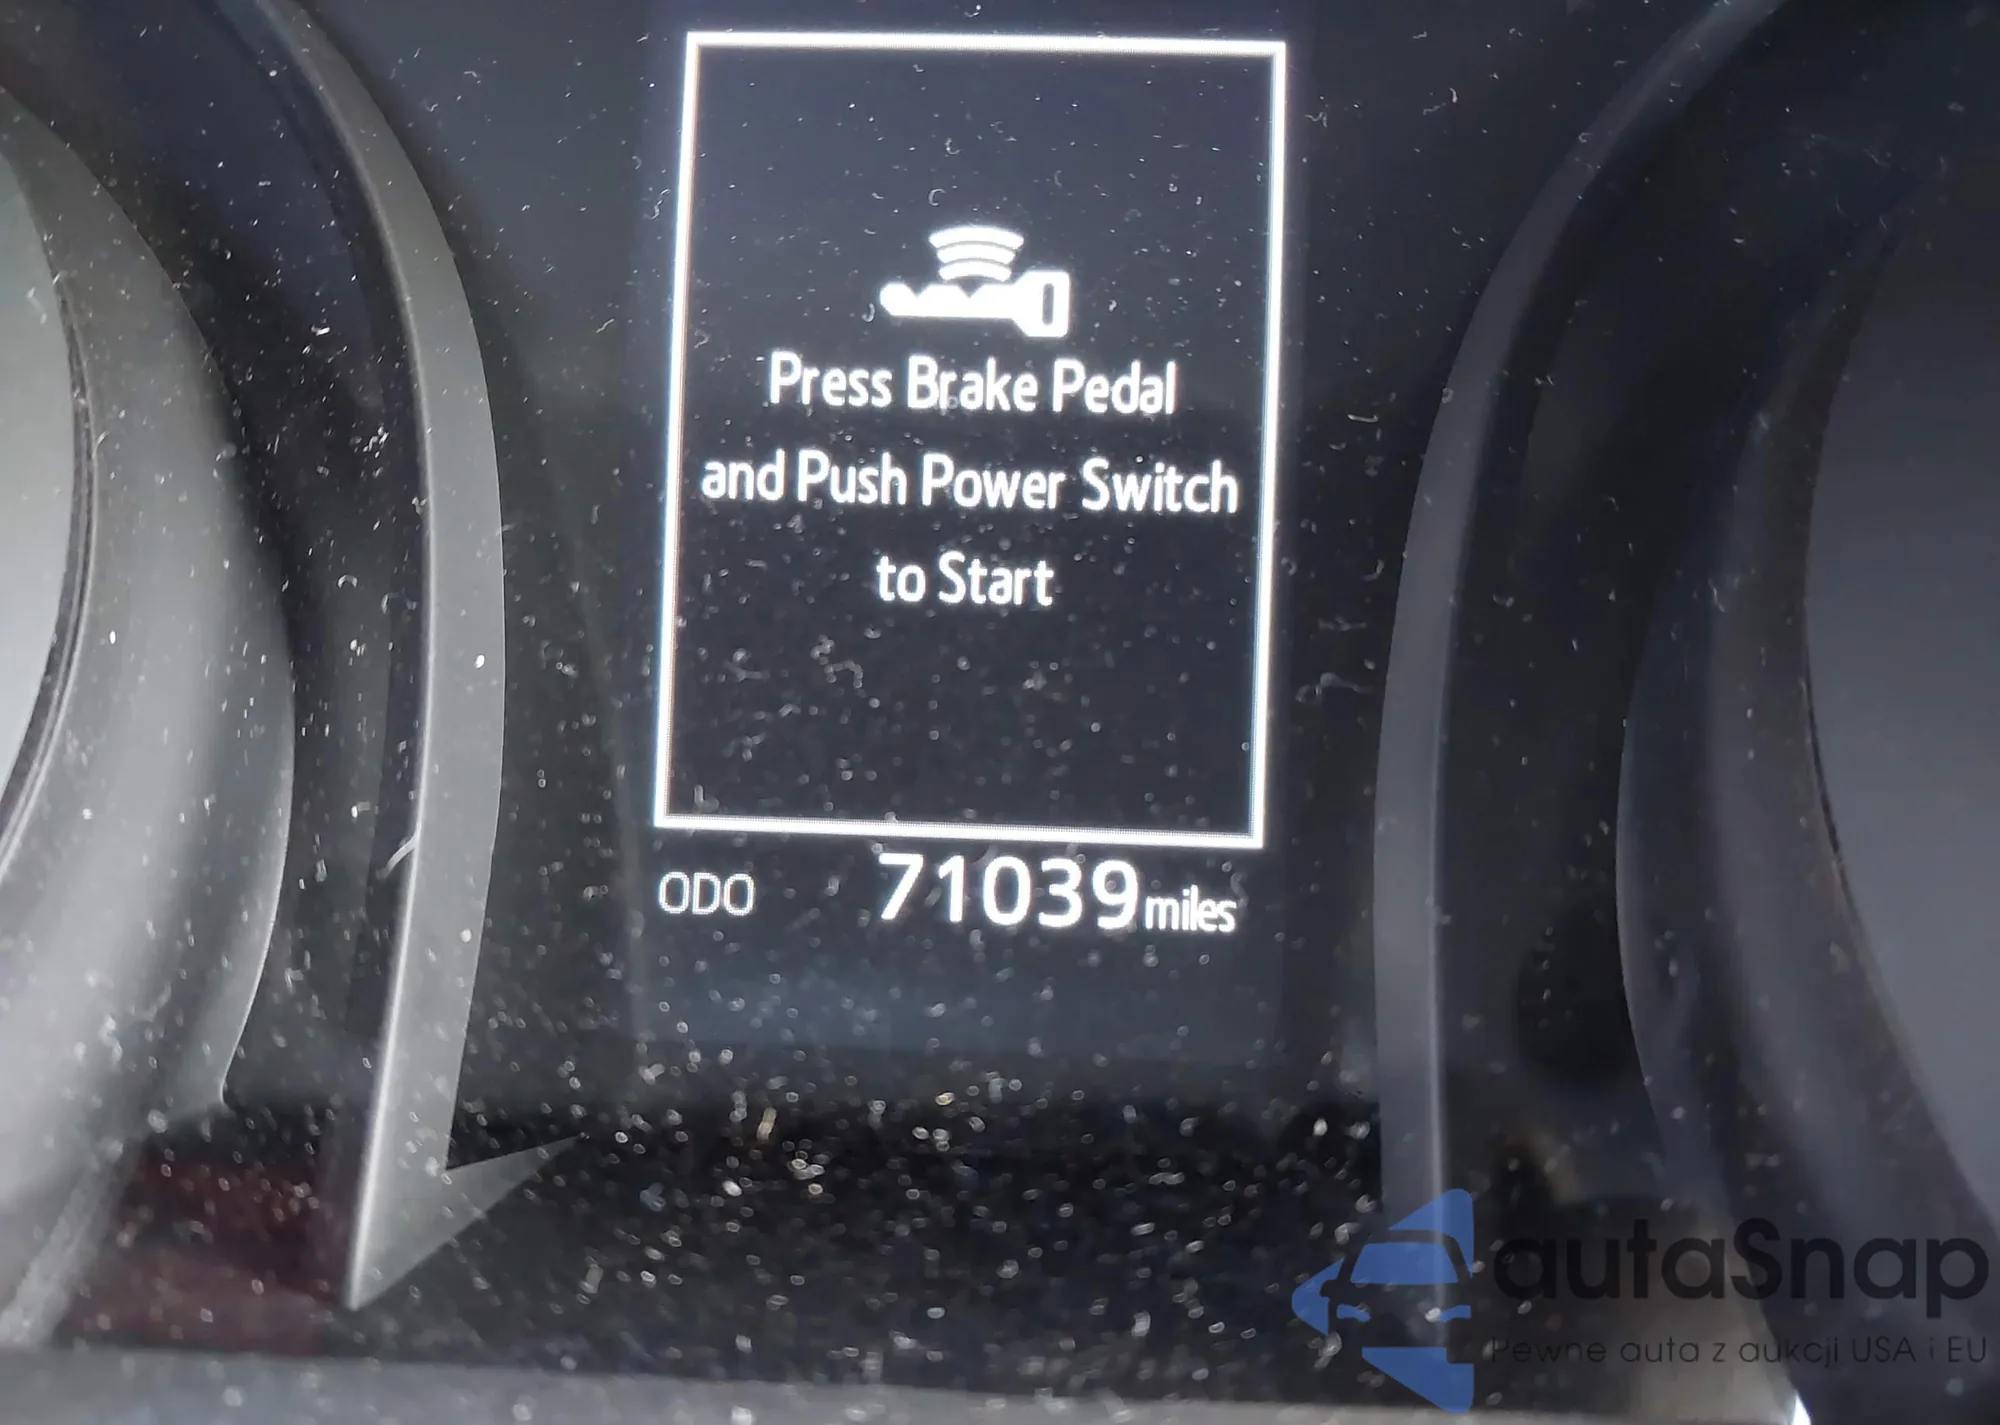 Press Brake Pedal
and Push Power Switch
to Start
ODO 71039 miles
autaSnap
Pewne auta z aukcji USA i EU